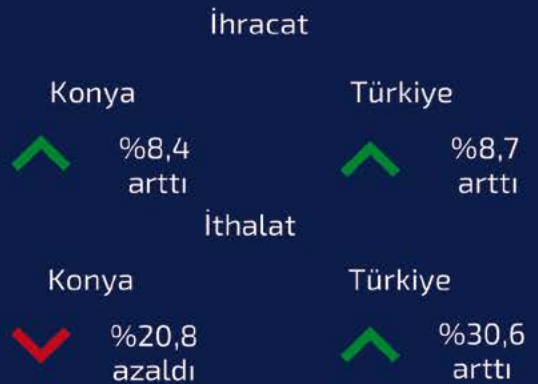 İhracat
Konya
Türkiye
%8,4
arttı
%8,7
arttı
İthalat
Konya
Türkiye
%20,8
azaldı
%30,6
arttı